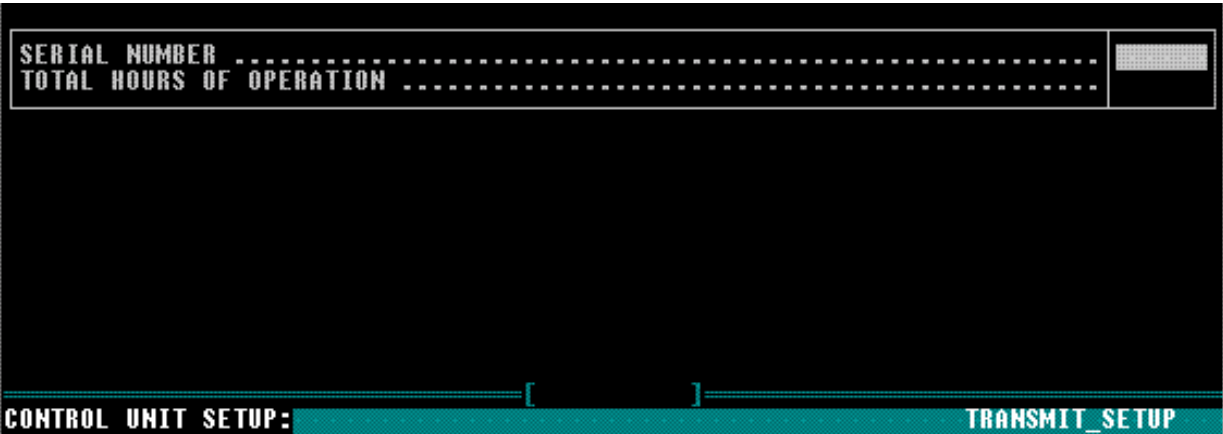 SERIAL NUMBER ..........................................................
TOTAL HOURS OF OPERATION ...............................................
[ ]
CONTROL UNIT SETUP: TRANSMIT_SETUP